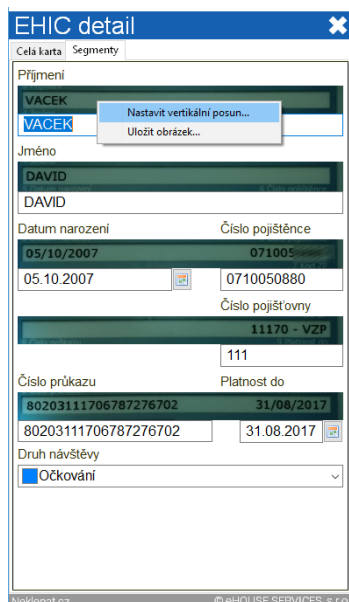 EHIC detail
Celá karta Segmenty
Příjmení
VACEK
VACEK
Nastavit vertikální posun...
Uložit obrázek...
Jméno
DAVID
DAVID
Datum narození Číslo pojištěnce
05/10/2007 071005
05.10.2007 0710050880
Číslo pojišťovny
11170 - VZP
111
Číslo průkazu Platnost do
80203111706787276702 31/08/2017
80203111706787276702 31.08.2017
Druh návštěvy
Očkování
Neklopat.cz © eHOUSE SERVICES, s.r.o.